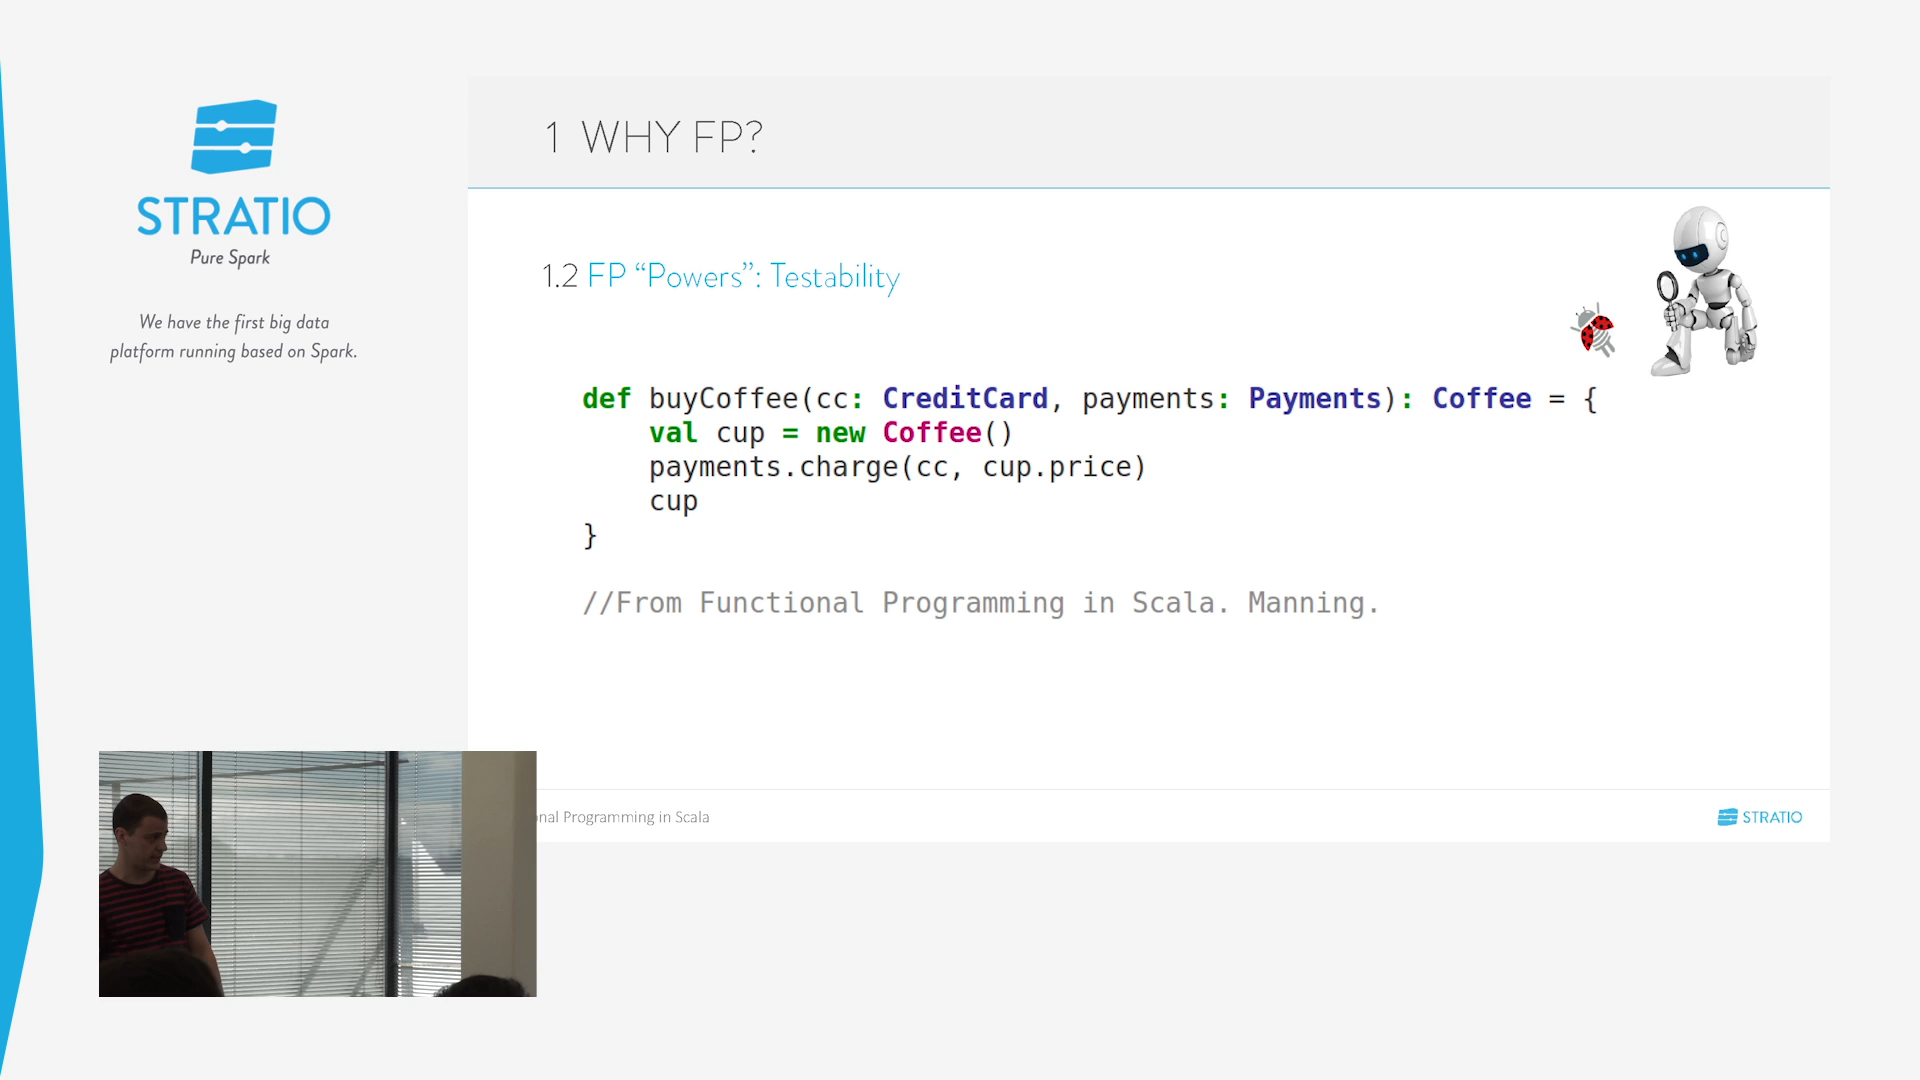 STRATIO
Pure Spark
We have the first big data
platform running based on Spark.
1 WHY FP?
1.2 FP “Powers”: Testability
def buyCoffee(cc: CreditCard, payments: Payments): Coffee = {
    val cup = new Coffee()
    payments.charge(cc, cup.price)
    cup
}
//From Functional Programming in Scala. Manning.
Programming in Scala
STRATIO